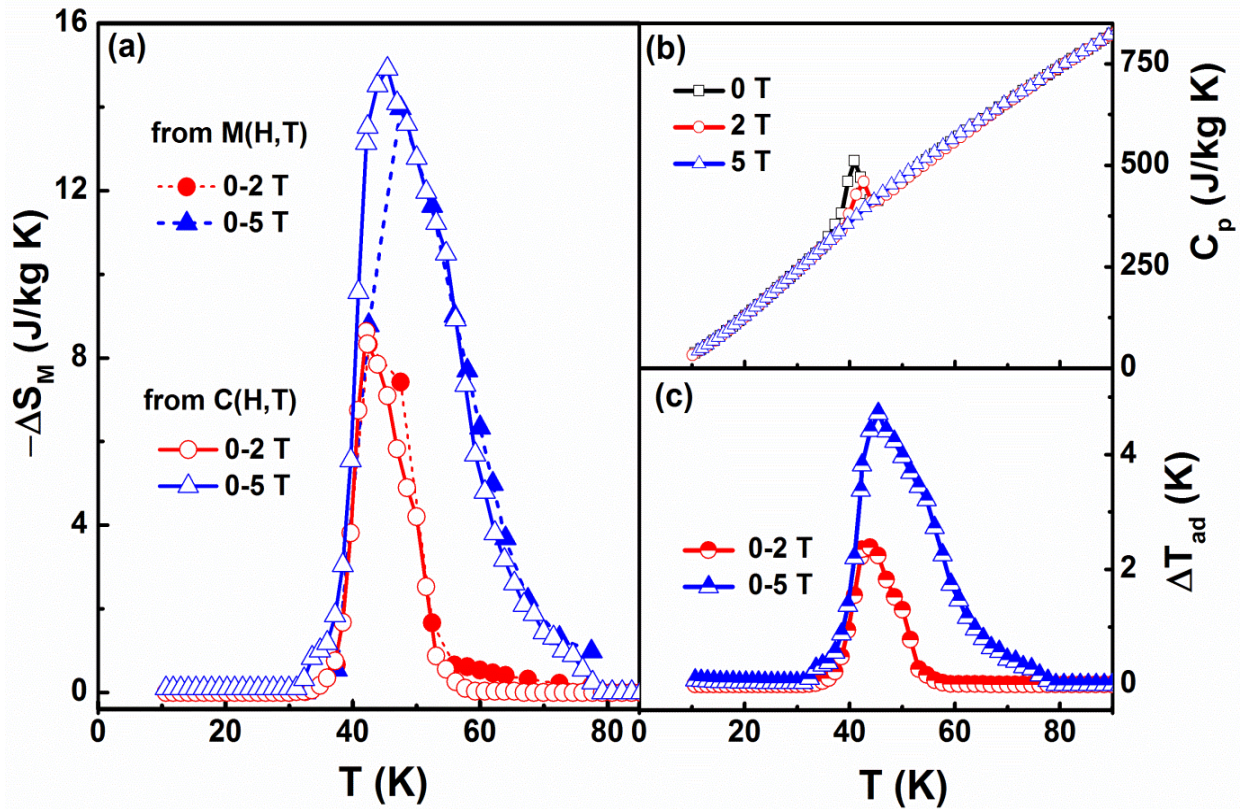 (a)
16
12
8
4
0
−ΔS_M (J/kg K)
from M(H,T)
0-2 T
0-5 T
from C(H,T)
0-2 T
0-5 T
0 20 40 60 80
T (K)
(b)
0 T
2 T
5 T
750
500
250
0
C_p (J/kg K)
(c)
0-2 T
0-5 T
4
2
0
ΔT_ad (K)
20 40 60 80
T (K)